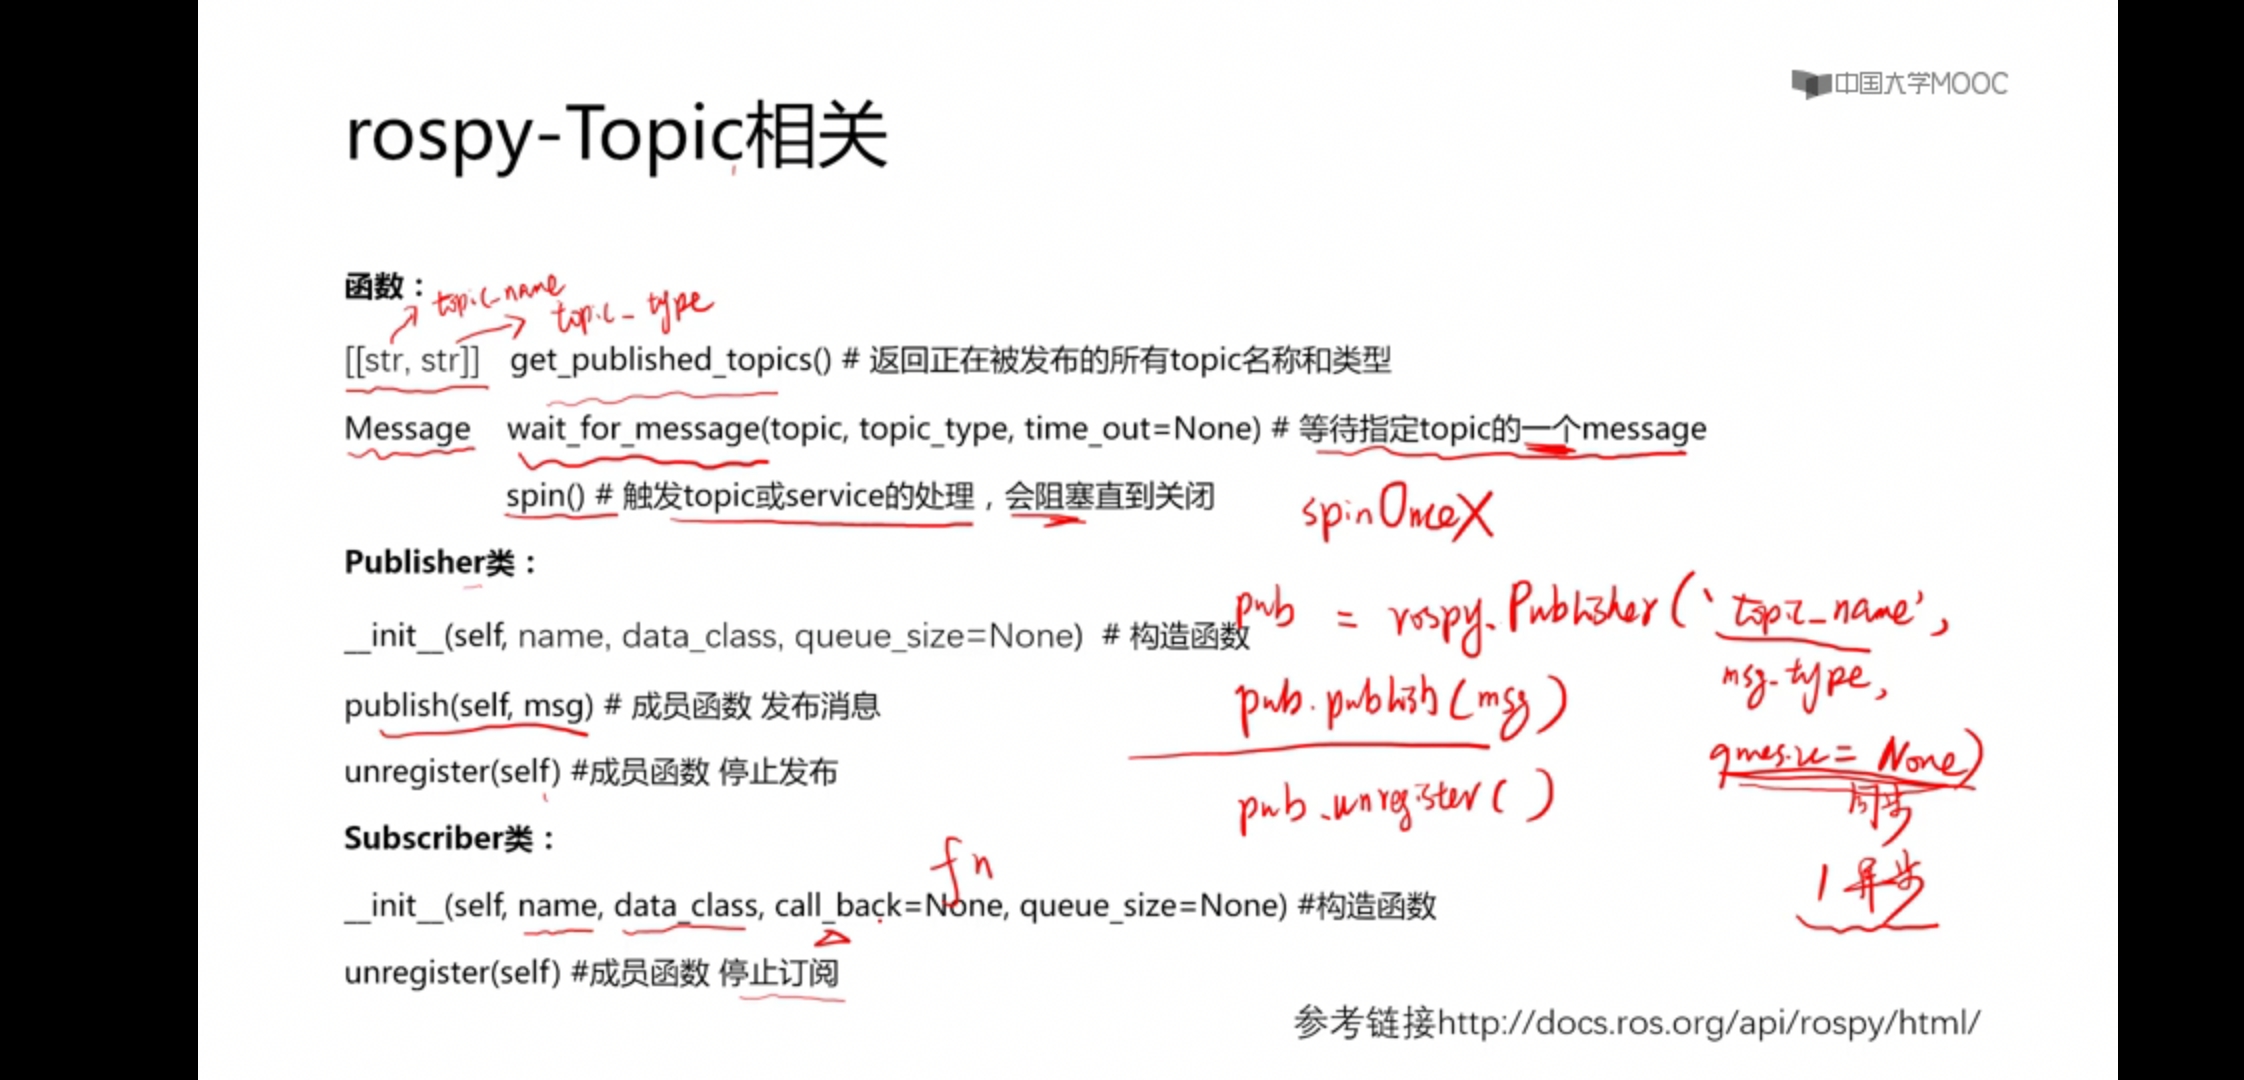 中国大学MOOC
rospy-Topic相关
函数：
topic_name
topic_type
[[str, str]] get_published_topics() # 返回正在被发布的所有topic名称和类型
Message wait_for_message(topic, topic_type, time_out=None) # 等待指定topic的一个message
spin() # 触发topic或service的处理，会阻塞直到关闭
spinOnce X
Publisher类：
pub = rospy.Publisher('topic_name',
__init__(self, name, data_class, queue_size=None) # 构造函数
msg_type,
publish(self, msg) # 成员函数 发布消息
pub.publish(msg)
= None)
unregister(self) #成员函数 停止发布
pub.unregister()
同步
Subscriber类：
fn
1 异步
__init__(self, name, data_class, call_back=None, queue_size=None) #构造函数
unregister(self) #成员函数 停止订阅
参考链接http://docs.ros.org/api/rospy/html/